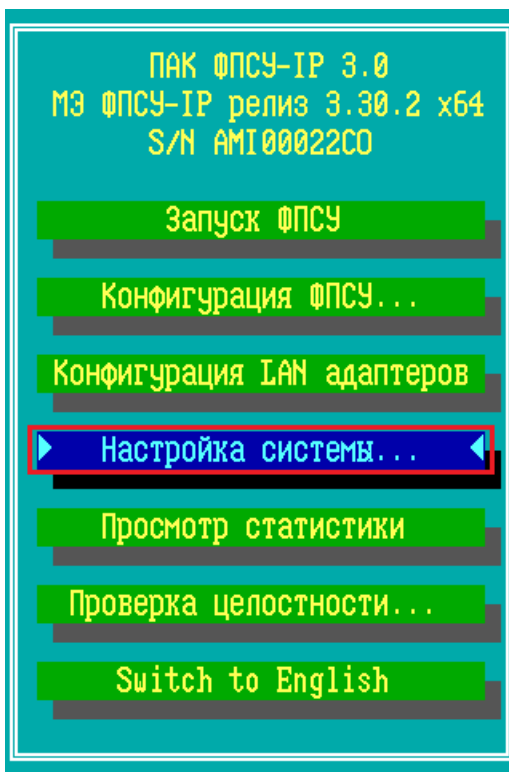 ПАК ФПСУ-IP 3.0
МЭ ФПСУ-IP релиз 3.30.2 x64
S/N AMI00022CO
Запуск ФПСУ
Конфигурация ФПСУ...
Конфигурация LAN адаптеров
Настройка системы...
Просмотр статистики
Проверка целостности...
Switch to English